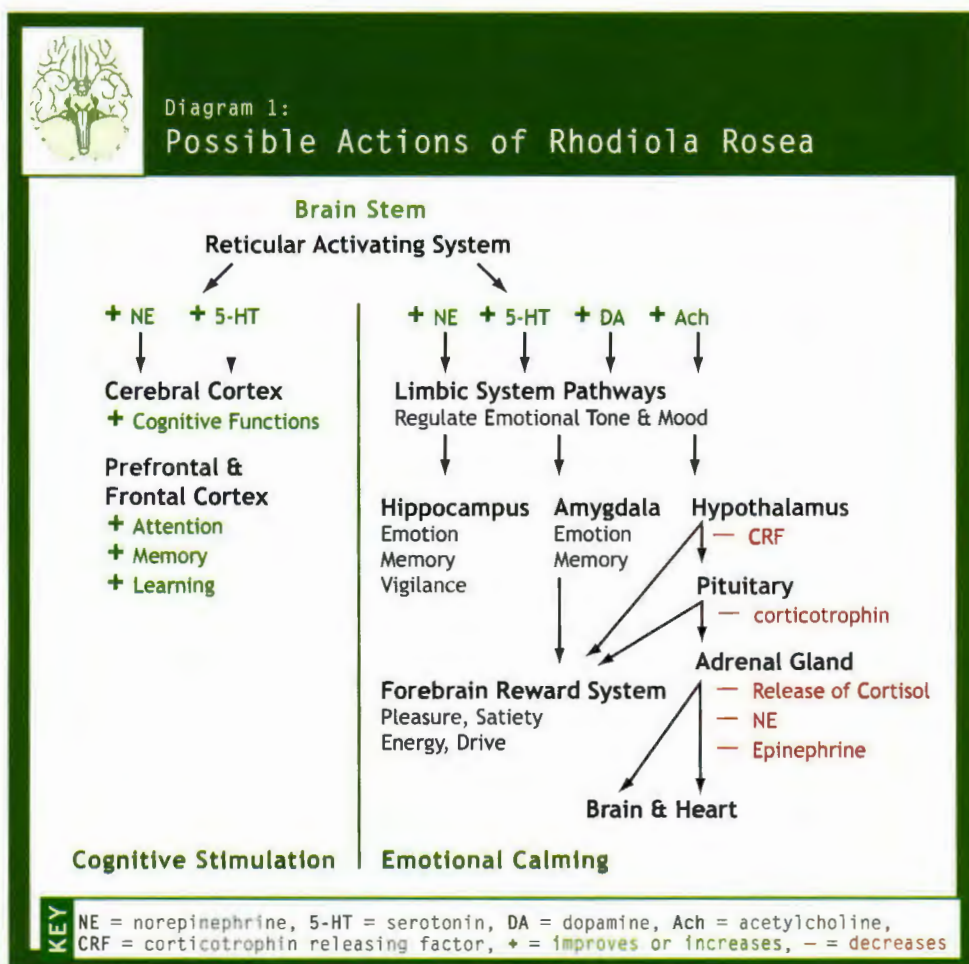 Diagram 1:
Possible Actions of Rhodiola Rosea
Brain Stem
Reticular Activating System
+ NE + 5-HT
Cerebral Cortex
+ Cognitive Functions
Prefrontal &
Frontal Cortex
+ Attention
+ Memory
+ Learning
Cognitive Stimulation
+ NE + 5-HT + DA + Ach
Limbic System Pathways
Regulate Emotional Tone & Mood
Hippocampus
Emotion
Memory
Vigilance
Amygdala
Emotion
Memory
Hypothalamus
— CRF
Pituitary
— corticotrophin
Adrenal Gland
— Release of Cortisol
— NE
— Epinephrine
Forebrain Reward System
Pleasure, Satiety
Energy, Drive
Brain & Heart
Emotional Calming
KEY
NE = norepinephrine, 5-HT = serotonin, DA = dopamine, Ach = acetylcholine,
CRF = corticotrophin releasing factor, + = improves or increases, — = decreases